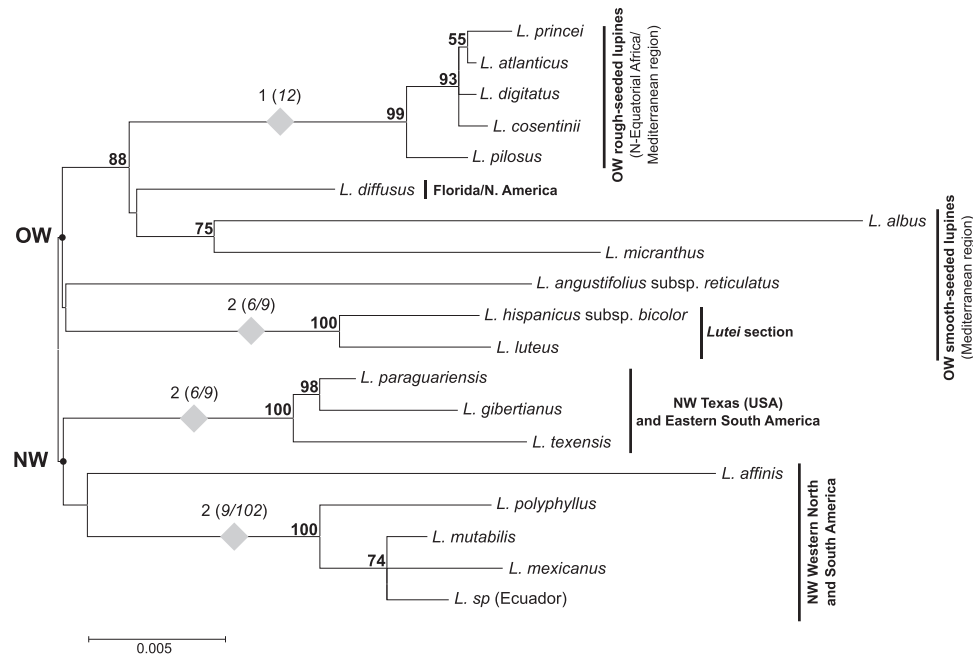 L. princei
55
L. atlanticus
93
L. digitatus
1 (12)
99
L. cosentinii
L. pilosus
OW rough-seeded lupines
(N-Equatorial Africa/
Mediterranean region)
88
L. diffusus
Florida/N. America
L. albus
75
L. micranthus
OW
L. angustifolius subsp. reticulatus
2 (6/9)
100
L. hispanicus subsp. bicolor
L. luteus
Lutei section
OW smooth-seeded lupines
(Mediterranean region)
L. paraguariensis
98
2 (6/9)
100
L. gibertianus
L. texensis
NW Texas (USA)
and Eastern South America
NW
L. affinis
L. polyphyllus
2 (9/102)
100
L. mutabilis
74
L. mexicanus
L. sp (Ecuador)
NW Western North
and South America
0.005